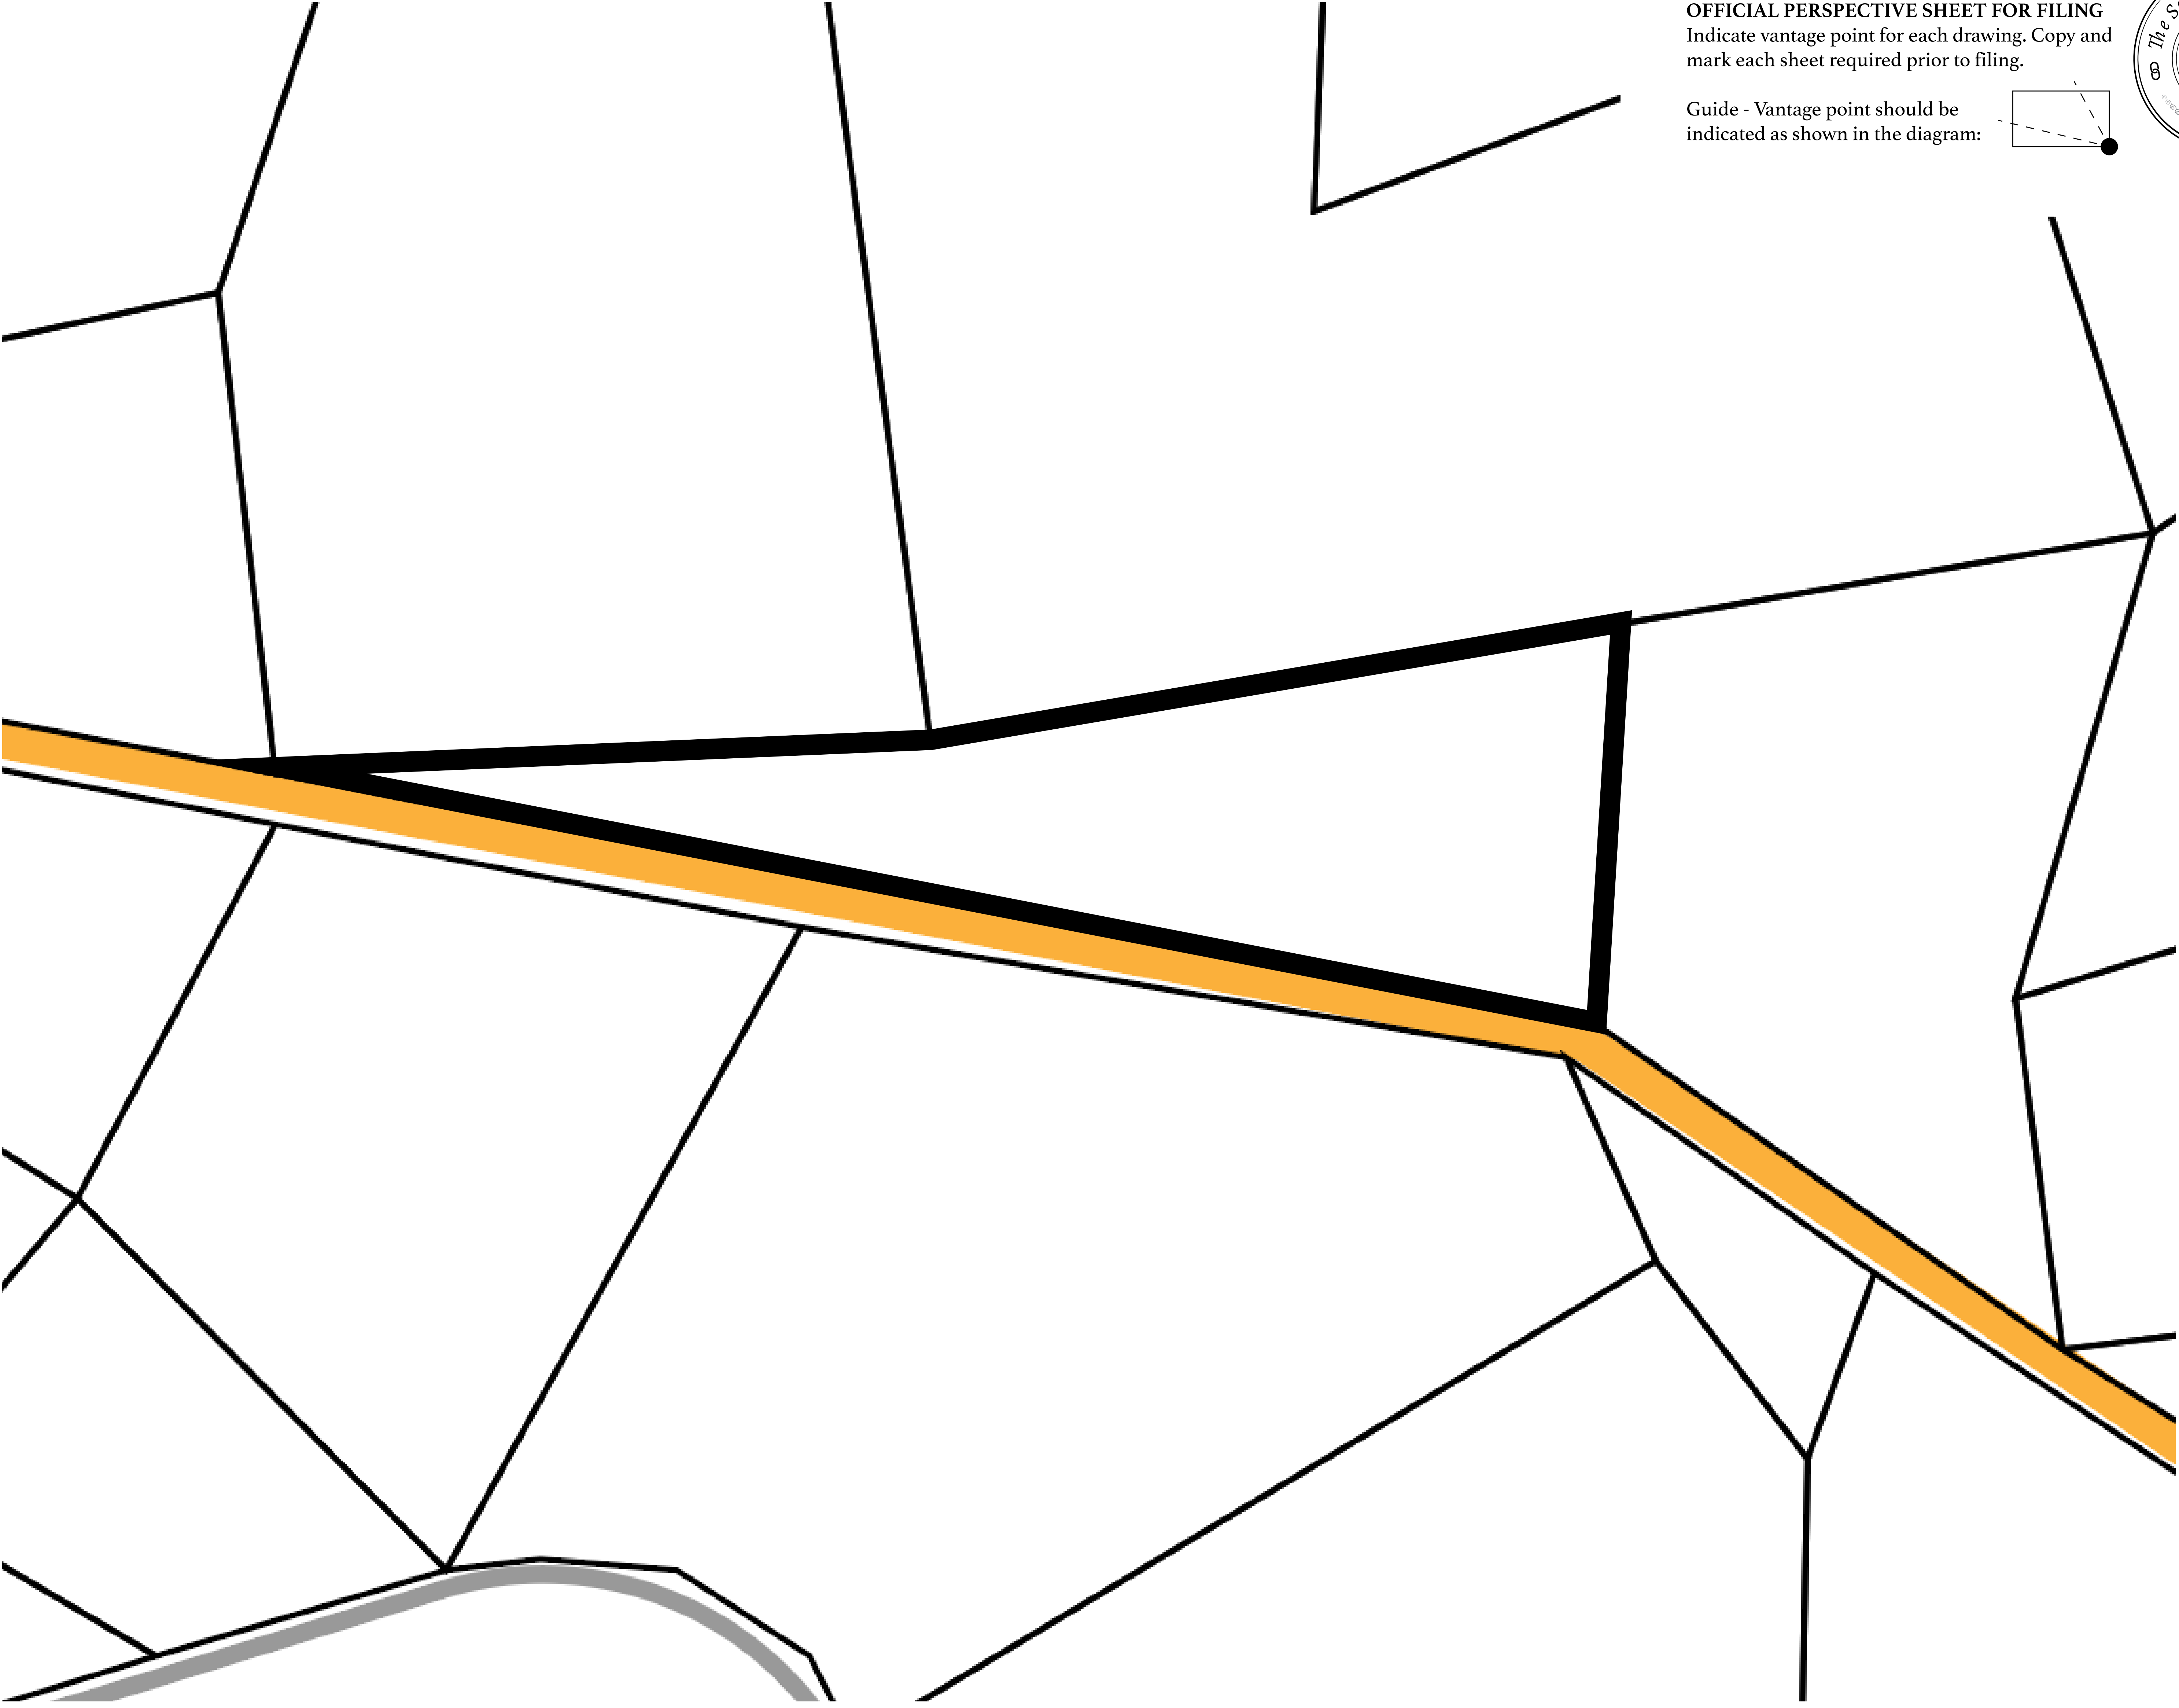 OFFICIAL PERSPECTIVE SHEET FOR FILING
Indicate vantage point for each drawing. Copy and
mark each sheet required prior to filing.
Guide - Vantage point should be
indicated as shown in the diagram:
The